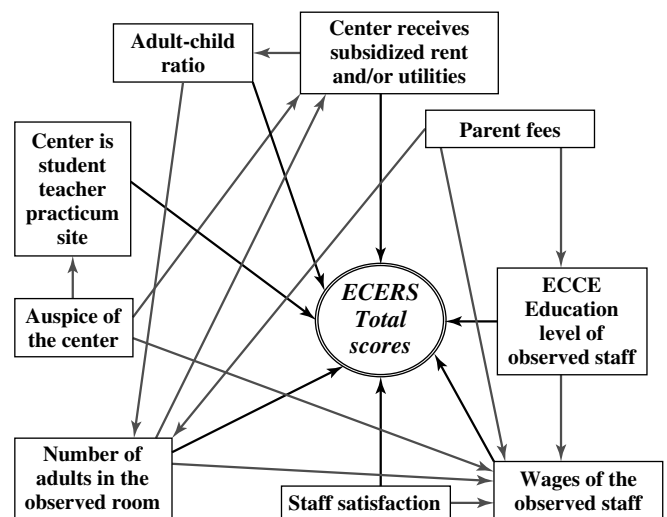 Adult-child
ratio
Center receives
subsidized rent
and/or utilities
Parent fees
Center is
student
teacher
practicum
site
ECERS
Total
scores
ECCE
Education
level of
observed staff
Auspice of
the center
Number of
adults in the
observed room
Staff satisfaction
Wages of the
observed staff